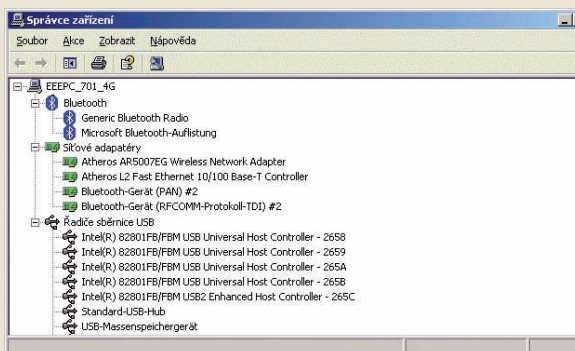 Správce zařízení
Soubor Akce Zobrazit Nápověda
EEEPC_701_4G
Bluetooth
Generic Bluetooth Radio
Microsoft Bluetooth-Auflistung
Síťové adapatéry
Atheros AR5007EG Wireless Network Adapter
Atheros L2 Fast Ethernet 10/100 Base-T Controller
Bluetooth-Gerät (PAN) #2
Bluetooth-Gerät (RFCOMM-Protokoll-TDI) #2
Řadiče sběrnice USB
Intel(R) 82801FB/FBM USB Universal Host Controller - 2658
Intel(R) 82801FB/FBM USB Universal Host Controller - 2659
Intel(R) 82801FB/FBM USB Universal Host Controller - 265A
Intel(R) 82801FB/FBM USB Universal Host Controller - 265B
Intel(R) 82801FB/FBM USB2 Enhanced Host Controller - 265C
Standard-USB-Hub
USB-Massenspeichergerät